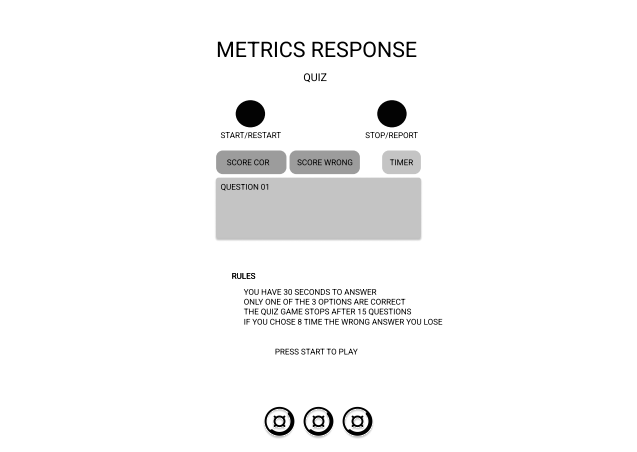 METRICS RESPONSE
QUIZ
START/RESTART
STOP/REPORT
SCORE COR
SCORE WRONG
TIMER
QUESTION 01
RULES
YOU HAVE 30 SECONDS TO ANSWER
ONLY ONE OF THE 3 OPTIONS ARE CORRECT
THE QUIZ GAME STOPS AFTER 15 QUESTIONS
IF YOU CHOSE 8 TIME THE WRONG ANSWER YOU LOSE
PRESS START TO PLAY